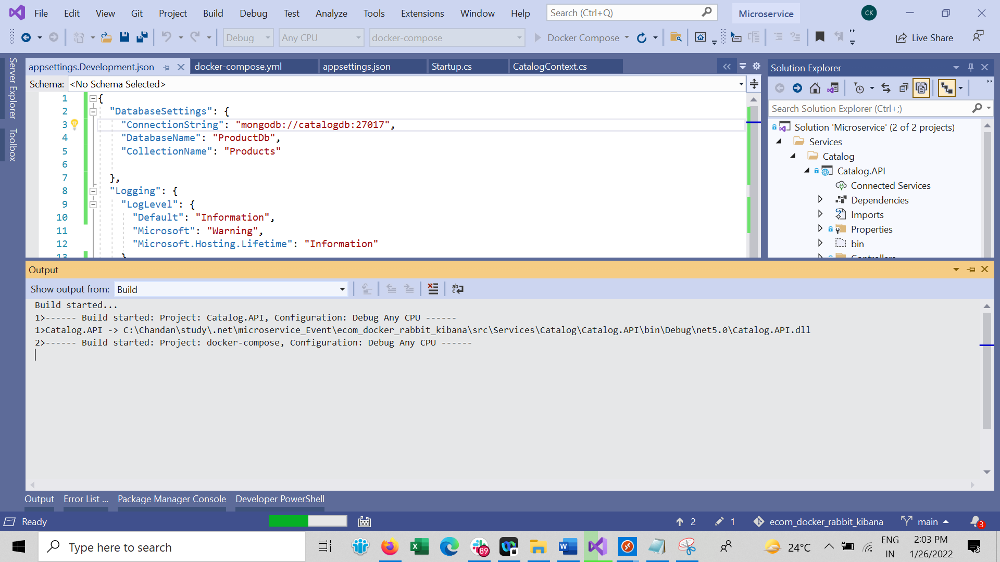 File Edit View Git Project Build Debug Test Analyze Tools Extensions Window Help Search (Ctrl+Q) Microservice CK
Debug Any CPU docker-compose Docker Compose Live Share
Server Explorer
Toolbox
appsettings.Development.json docker-compose.yml appsettings.json Startup.cs CatalogContext.cs
Schema: <No Schema Selected>
1 {
2 "DatabaseSettings": {
3 "ConnectionString": "mongodb://catalogdb:27017",
4 "DatabaseName": "ProductDb",
5 "CollectionName": "Products"
6
7 },
8 "Logging": {
9 "LogLevel": {
10 "Default": "Information",
11 "Microsoft": "Warning",
12 "Microsoft.Hosting.Lifetime": "Information"
13 }
Solution Explorer
Search Solution Explorer (Ctrl+;)
Solution 'Microservice' (2 of 2 projects)
Services
Catalog
Catalog.API
Connected Services
Dependencies
Imports
Properties
bin
Controllers
Output
Show output from: Build
Build started...
1>------ Build started: Project: Catalog.API, Configuration: Debug Any CPU ------
1>Catalog.API -> C:\Chandan\study\.net\microservice_Event\ecom_docker_rabbit_kibana\src\Services\Catalog\Catalog.API\bin\Debug\net5.0\Catalog.API.dll
2>------ Build started: Project: docker-compose, Configuration: Debug Any CPU ------
Output Error List ... Package Manager Console Developer PowerShell
Ready 2 1 ecom_docker_rabbit_kibana main 3
Type here to search 89 24°C ENG IN 2:03 PM 1/26/2022